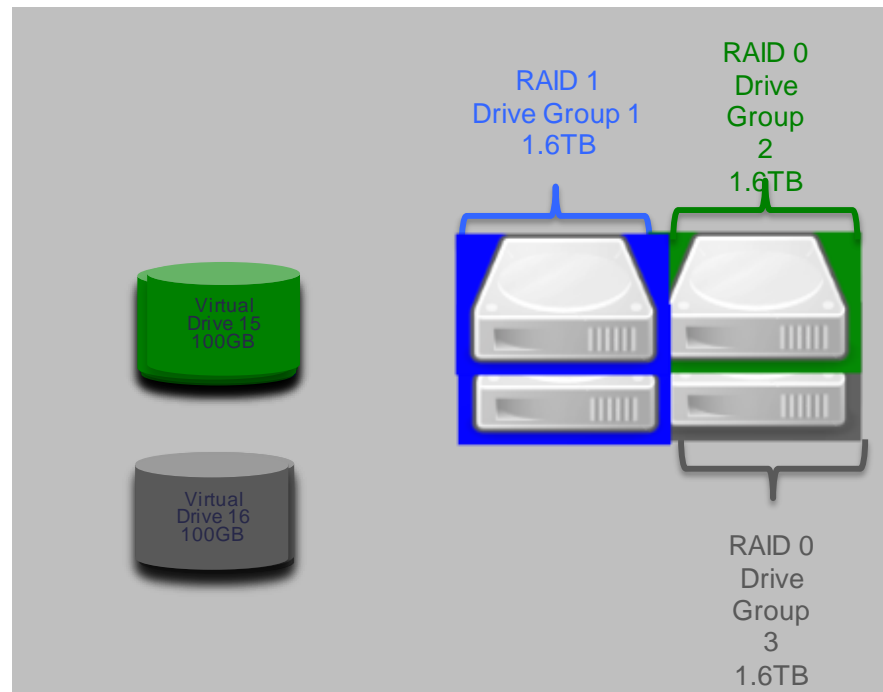 RAID 1
Drive Group 1
1.6TB
RAID 0
Drive
Group
2
1.6TB
Virtual
Drive 15
100GB
Virtual
Drive 16
100GB
RAID 0
Drive
Group
3
1.6TB